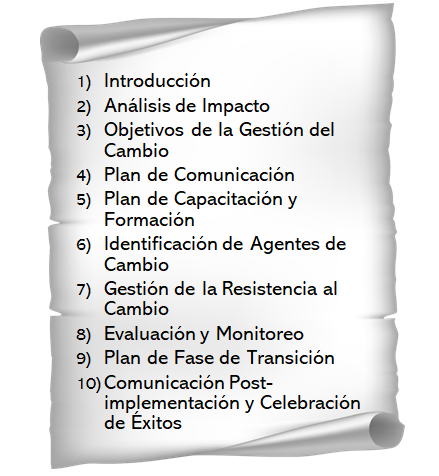 1) Introducción
2) Análisis de Impacto
3) Objetivos de la Gestión del
Cambio
4) Plan de Comunicación
5) Plan de Capacitación y
Formación
6) Identificación de Agentes de
Cambio
7) Gestión de la Resistencia al
Cambio
8) Evaluación y Monitoreo
9) Plan de Fase de Transición
10) Comunicación Post-
implementación y Celebración
de Éxitos